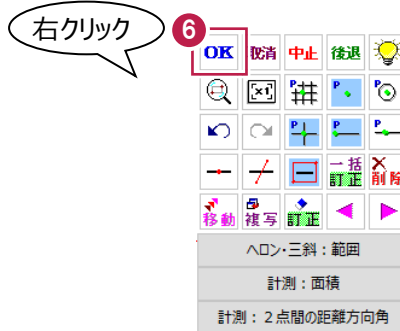 右クリック
6
OK 取消 中止 後退
[×1] P P P
P P P
一括訂正 削除
移動 複写 訂正
ヘロン・三斜：範囲
計測：面積
計測：２点間の距離方向角